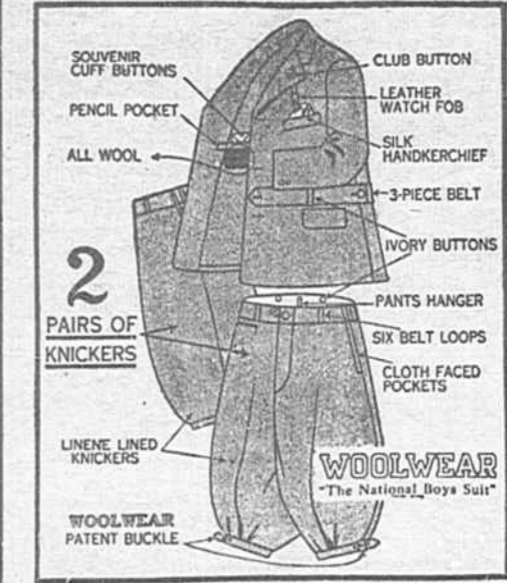 SOUVENIR
CUFF BUTTONS
PENCIL POCKET
ALL WOOL
CLUB BUTTON
LEATHER
WATCH FOB
SILK
HANDKERCHIEF
3-PIECE BELT
IVORY BUTTONS
PANTS HANGER
SIX BELT LOOPS
CLOTH FACED
POCKETS
2
PAIRS OF
KNICKERS
LINENE LINED
KNICKERS
WOOLWEAR
"The National Boys Suit"
WOOLWEAR
PATENT BUCKLE